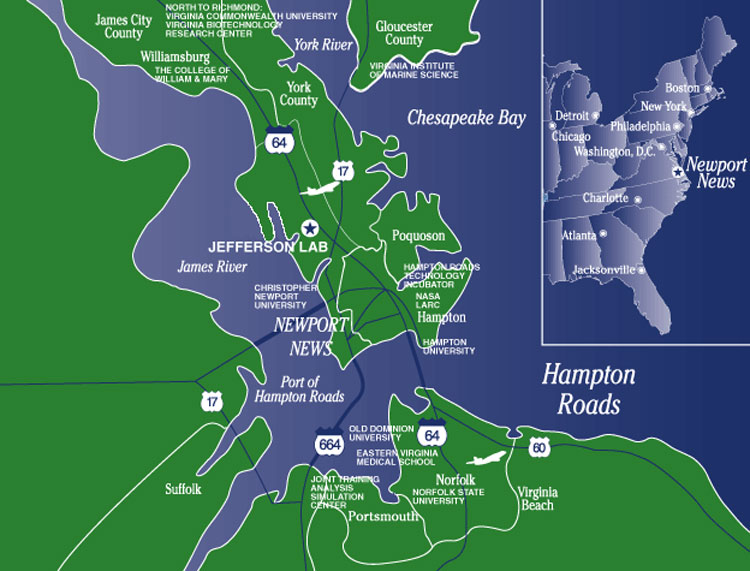 NORTH TO RICHMOND:
VIRGINIA COMMONWEALTH UNIVERSITY
VIRGINIA BIOTECHNOLOGY
RESEARCH CENTER
James City
County
Williamsburg
THE COLLEGE OF
WILLIAM & MARY
York River
Gloucester
County
VIRGINIA INSTITUTE
OF MARINE SCIENCE
York
County
Chesapeake Bay
64
17
JEFFERSON LAB
James River
Poquoson
HAMPTON ROADS
TECHNOLOGY
INCUBATOR
NASA
LARC
Hampton
HAMPTON
UNIVERSITY
CHRISTOPHER
NEWPORT
UNIVERSITY
NEWPORT
NEWS
Port of
Hampton Roads
Hampton
Roads
17
664
64
60
OLD DOMINION
UNIVERSITY
EASTERN VIRGINIA
MEDICAL SCHOOL
JOINT TRAINING
ANALYSIS
SIMULATION
CENTER
Norfolk
NORFOLK STATE
UNIVERSITY
Virginia
Beach
Suffolk
Portsmouth
Boston
New York
Detroit
Philadelphia
Chicago
Washington, D.C.
Newport
News
Charlotte
Atlanta
Jacksonville